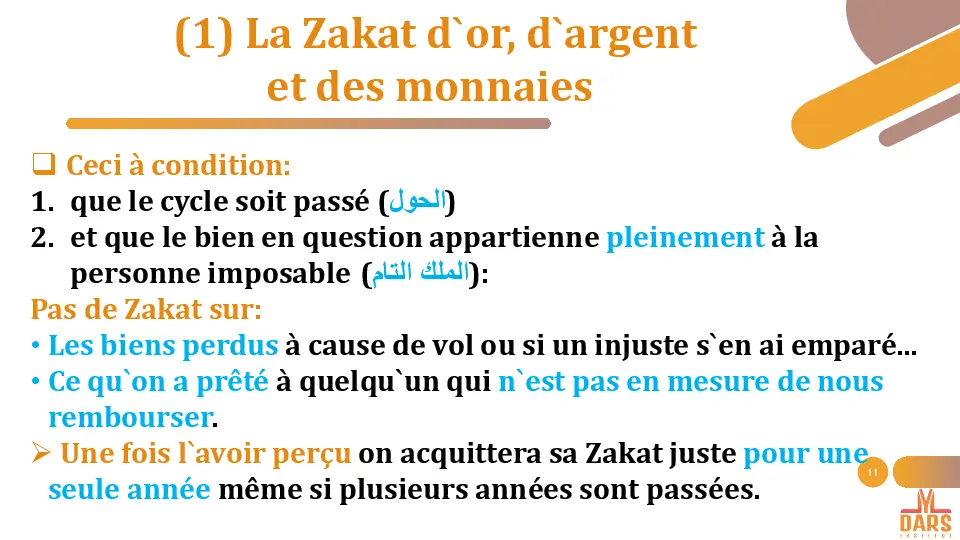 (1) La Zakat d`or, d`argent
et des monnaies
❑ Ceci à condition:
1. que le cycle soit passé (الحول)
2. et que le bien en question appartienne pleinement à la
personne imposable (الملك التام):
Pas de Zakat sur:
• Les biens perdus à cause de vol ou si un injuste s`en ai emparé...
• Ce qu`on a prêté à quelqu`un qui n`est pas en mesure de nous
rembourser.
➢ Une fois l`avoir perçu on acquittera sa Zakat juste pour une
seule année même si plusieurs années sont passées.
11
DARS
INSTITUT